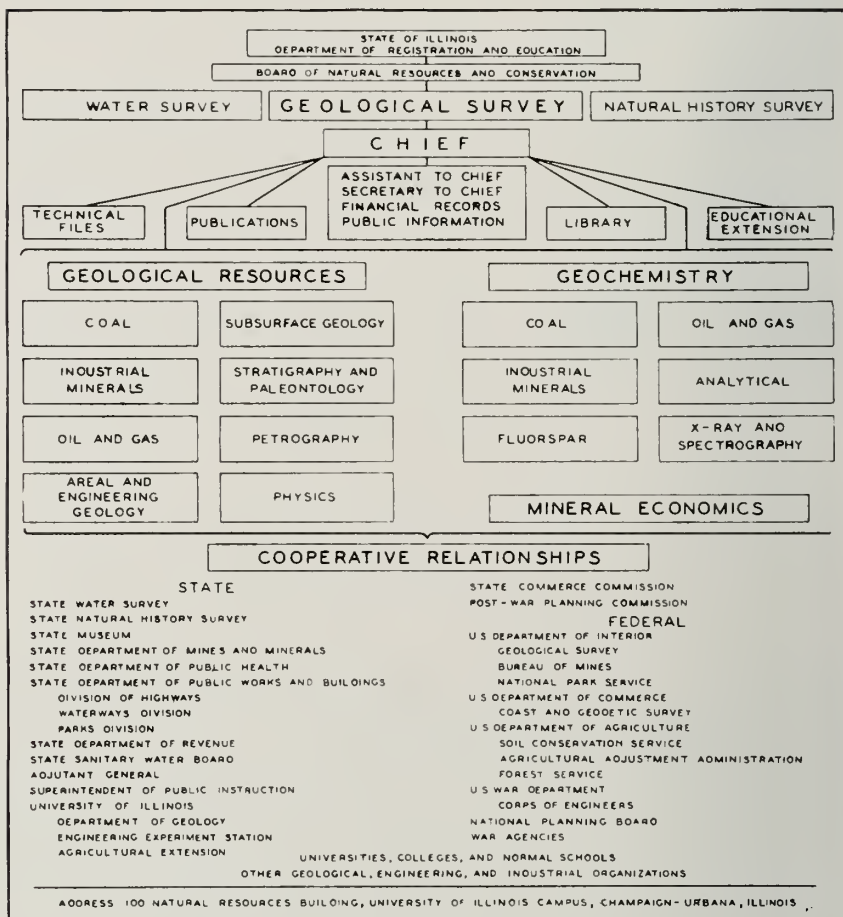 STATE OF ILLINOIS
DEPARTMENT OF REGISTRATION AND EDUCATION
BOARD OF NATURAL RESOURCES AND CONSERVATION
WATER SURVEY
GEOLOGICAL SURVEY
NATURAL HISTORY SURVEY
CHIEF
ASSISTANT TO CHIEF
SECRETARY TO CHIEF
FINANCIAL RECORDS
PUBLIC INFORMATION
TECHNICAL
FILES
PUBLICATIONS
LIBRARY
EDUCATIONAL
EXTENSION
GEOLOGICAL RESOURCES
COAL
SUBSURFACE GEOLOGY
INDUSTRIAL
MINERALS
STRATIGRAPHY AND
PALEONTOLOGY
OIL AND GAS
PETROGRAPHY
AREAL AND
ENGINEERING
GEOLOGY
PHYSICS
GEOCHEMISTRY
COAL
OIL AND GAS
INDUSTRIAL
MINERALS
ANALYTICAL
FLUORSPAR
X-RAY AND
SPECTROGRAPHY
MINERAL ECONOMICS
COOPERATIVE RELATIONSHIPS
STATE
STATE WATER SURVEY
STATE NATURAL HISTORY SURVEY
STATE MUSEUM
STATE DEPARTMENT OF MINES AND MINERALS
STATE DEPARTMENT OF PUBLIC HEALTH
STATE DEPARTMENT OF PUBLIC WORKS AND BUILDINGS
DIVISION OF HIGHWAYS
WATERWAYS DIVISION
PARKS DIVISION
STATE DEPARTMENT OF REVENUE
STATE SANITARY WATER BOARD
ADJUTANT GENERAL
SUPERINTENDENT OF PUBLIC INSTRUCTION
UNIVERSITY OF ILLINOIS
DEPARTMENT OF GEOLOGY
ENGINEERING EXPERIMENT STATION
AGRICULTURAL EXTENSION
STATE COMMERCE COMMISSION
POST-WAR PLANNING COMMISSION
FEDERAL
U S DEPARTMENT OF INTERIOR
GEOLOGICAL SURVEY
BUREAU OF MINES
NATIONAL PARK SERVICE
U S DEPARTMENT OF COMMERCE
COAST AND GEODETIC SURVEY
U S DEPARTMENT OF AGRICULTURE
SOIL CONSERVATION SERVICE
AGRICULTURAL ADJUSTMENT ADMINISTRATION
FOREST SERVICE
U S WAR DEPARTMENT
CORPS OF ENGINEERS
NATIONAL PLANNING BOARD
WAR AGENCIES
UNIVERSITIES, COLLEGES, AND NORMAL SCHOOLS
OTHER GEOLOGICAL, ENGINEERING, AND INDUSTRIAL ORGANIZATIONS
ADDRESS 100 NATURAL RESOURCES BUILDING, UNIVERSITY OF ILLINOIS CAMPUS, CHAMPAIGN-URBANA, ILLINOIS